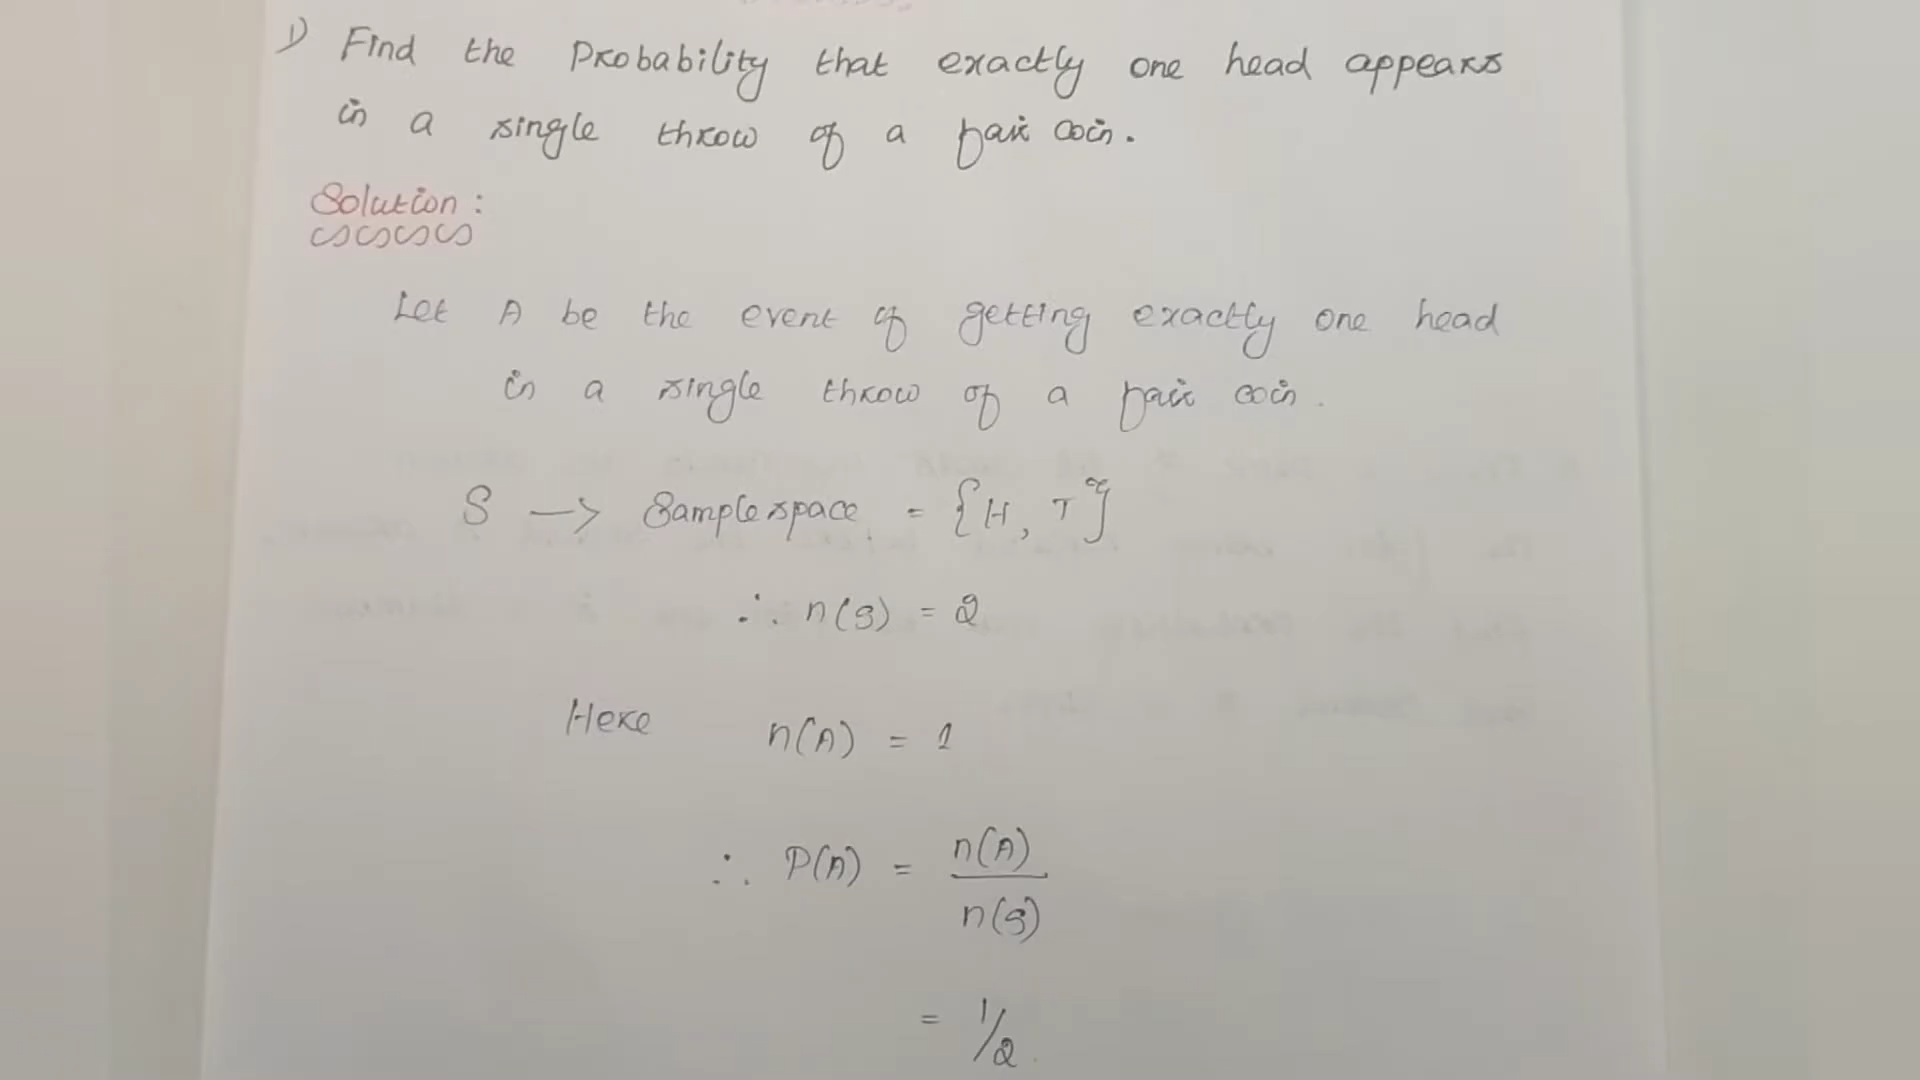 1) Find the Probability that exactly one head appears
in a single throw of a fair coin.
Solution :
Let A be the event of getting exactly one head
in a single throw of a fair coin.
S → Sample space = {H, T}
∴ n(S) = 2
Here n(A) = 1
∴ P(A) = n(A)
n(S)
= 1/2